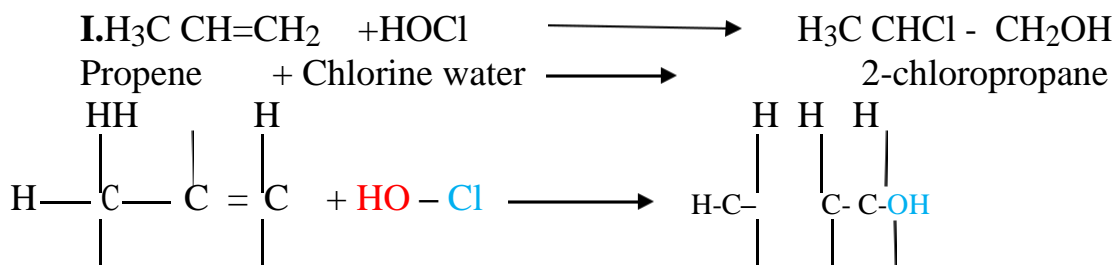 I.H₃C CH=CH₂ +HOCl H₃C CHCl - CH₂OH
Propene + Chlorine water 2-chloropropane
HH H H H H
H C C = C + HO – Cl H-C– C- C-OH